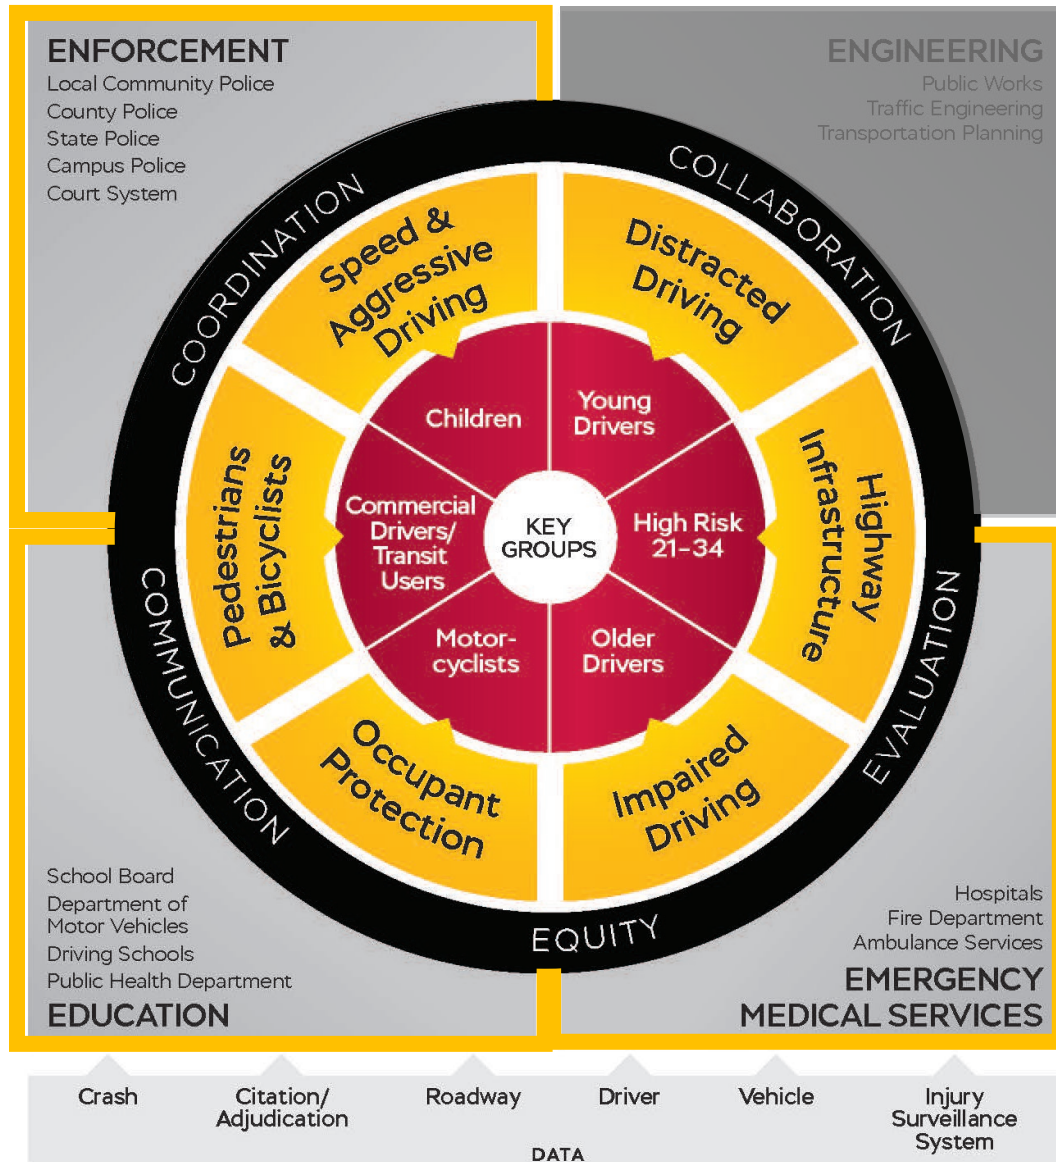 ENFORCEMENT
Local Community Police
County Police
State Police
Campus Police
Court System
ENGINEERING
Public Works
Traffic Engineering
Transportation Planning
COORDINATION
COLLABORATION
COMMUNICATION
EVALUATION
EQUITY
Speed &
Aggressive
Driving
Distracted
Driving
Pedestrians
& Bicyclists
Highway
Infrastructure
Occupant
Protection
Impaired
Driving
Children
Young
Drivers
Commercial
Drivers/
Transit
Users
KEY
GROUPS
High Risk
21–34
Motor-
cyclists
Older
Drivers
School Board
Department of
Motor Vehicles
Driving Schools
Public Health Department
EDUCATION
Hospitals
Fire Department
Ambulance Services
EMERGENCY
MEDICAL SERVICES
Crash
Citation/
Adjudication
Roadway
Driver
Vehicle
Injury
Surveillance
System
DATA